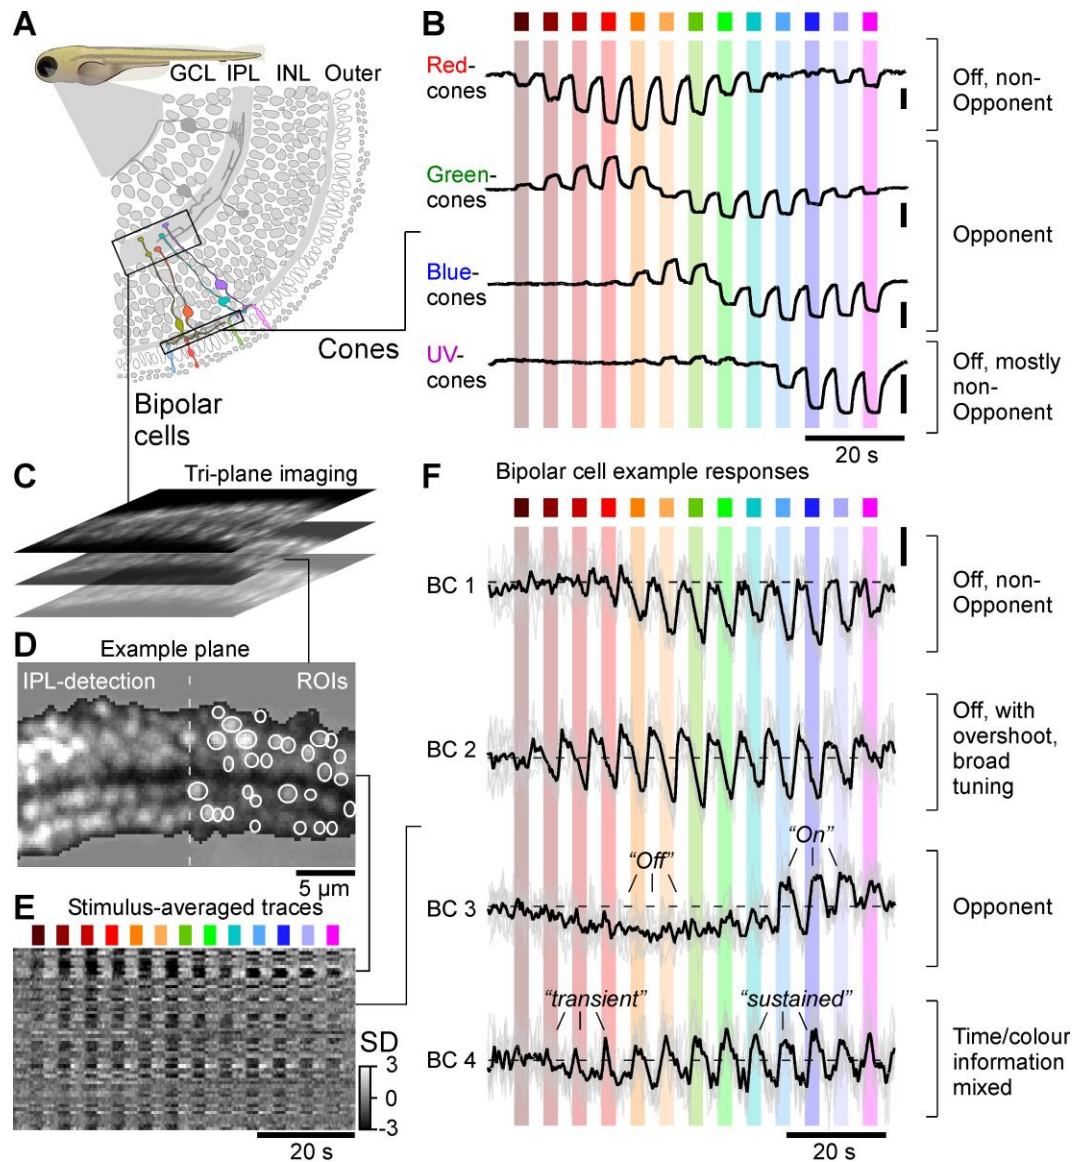 A
GCL IPL INL Outer
Cones
Bipolar
cells
B
Red-
cones
Off, non-
Opponent
Green-
cones
Opponent
Blue-
cones
UV-
cones
Off, mostly
non-
Opponent
20 s
C
Tri-plane imaging
D
Example plane
IPL-detection
ROIs
5 µm
E
Stimulus-averaged traces
SD
3
0
-3
20 s
F
Bipolar cell example responses
BC 1
Off, non-
Opponent
BC 2
Off, with
overshoot,
broad
tuning
"Off"
"On"
BC 3
Opponent
"transient"
"sustained"
BC 4
Time/colour
information
mixed
20 s